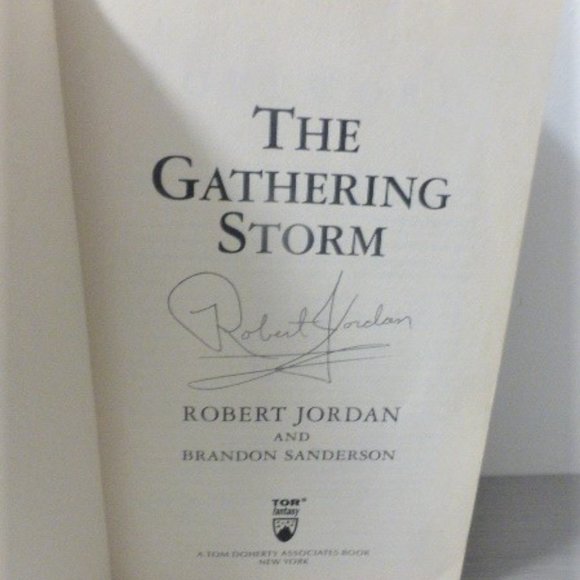 THE
GATHERING
STORM
Robert Jordan
ROBERT JORDAN
AND
BRANDON SANDERSON
TOR®
fantasy
A TOM DOHERTY ASSOCIATES BOOK
NEW YORK